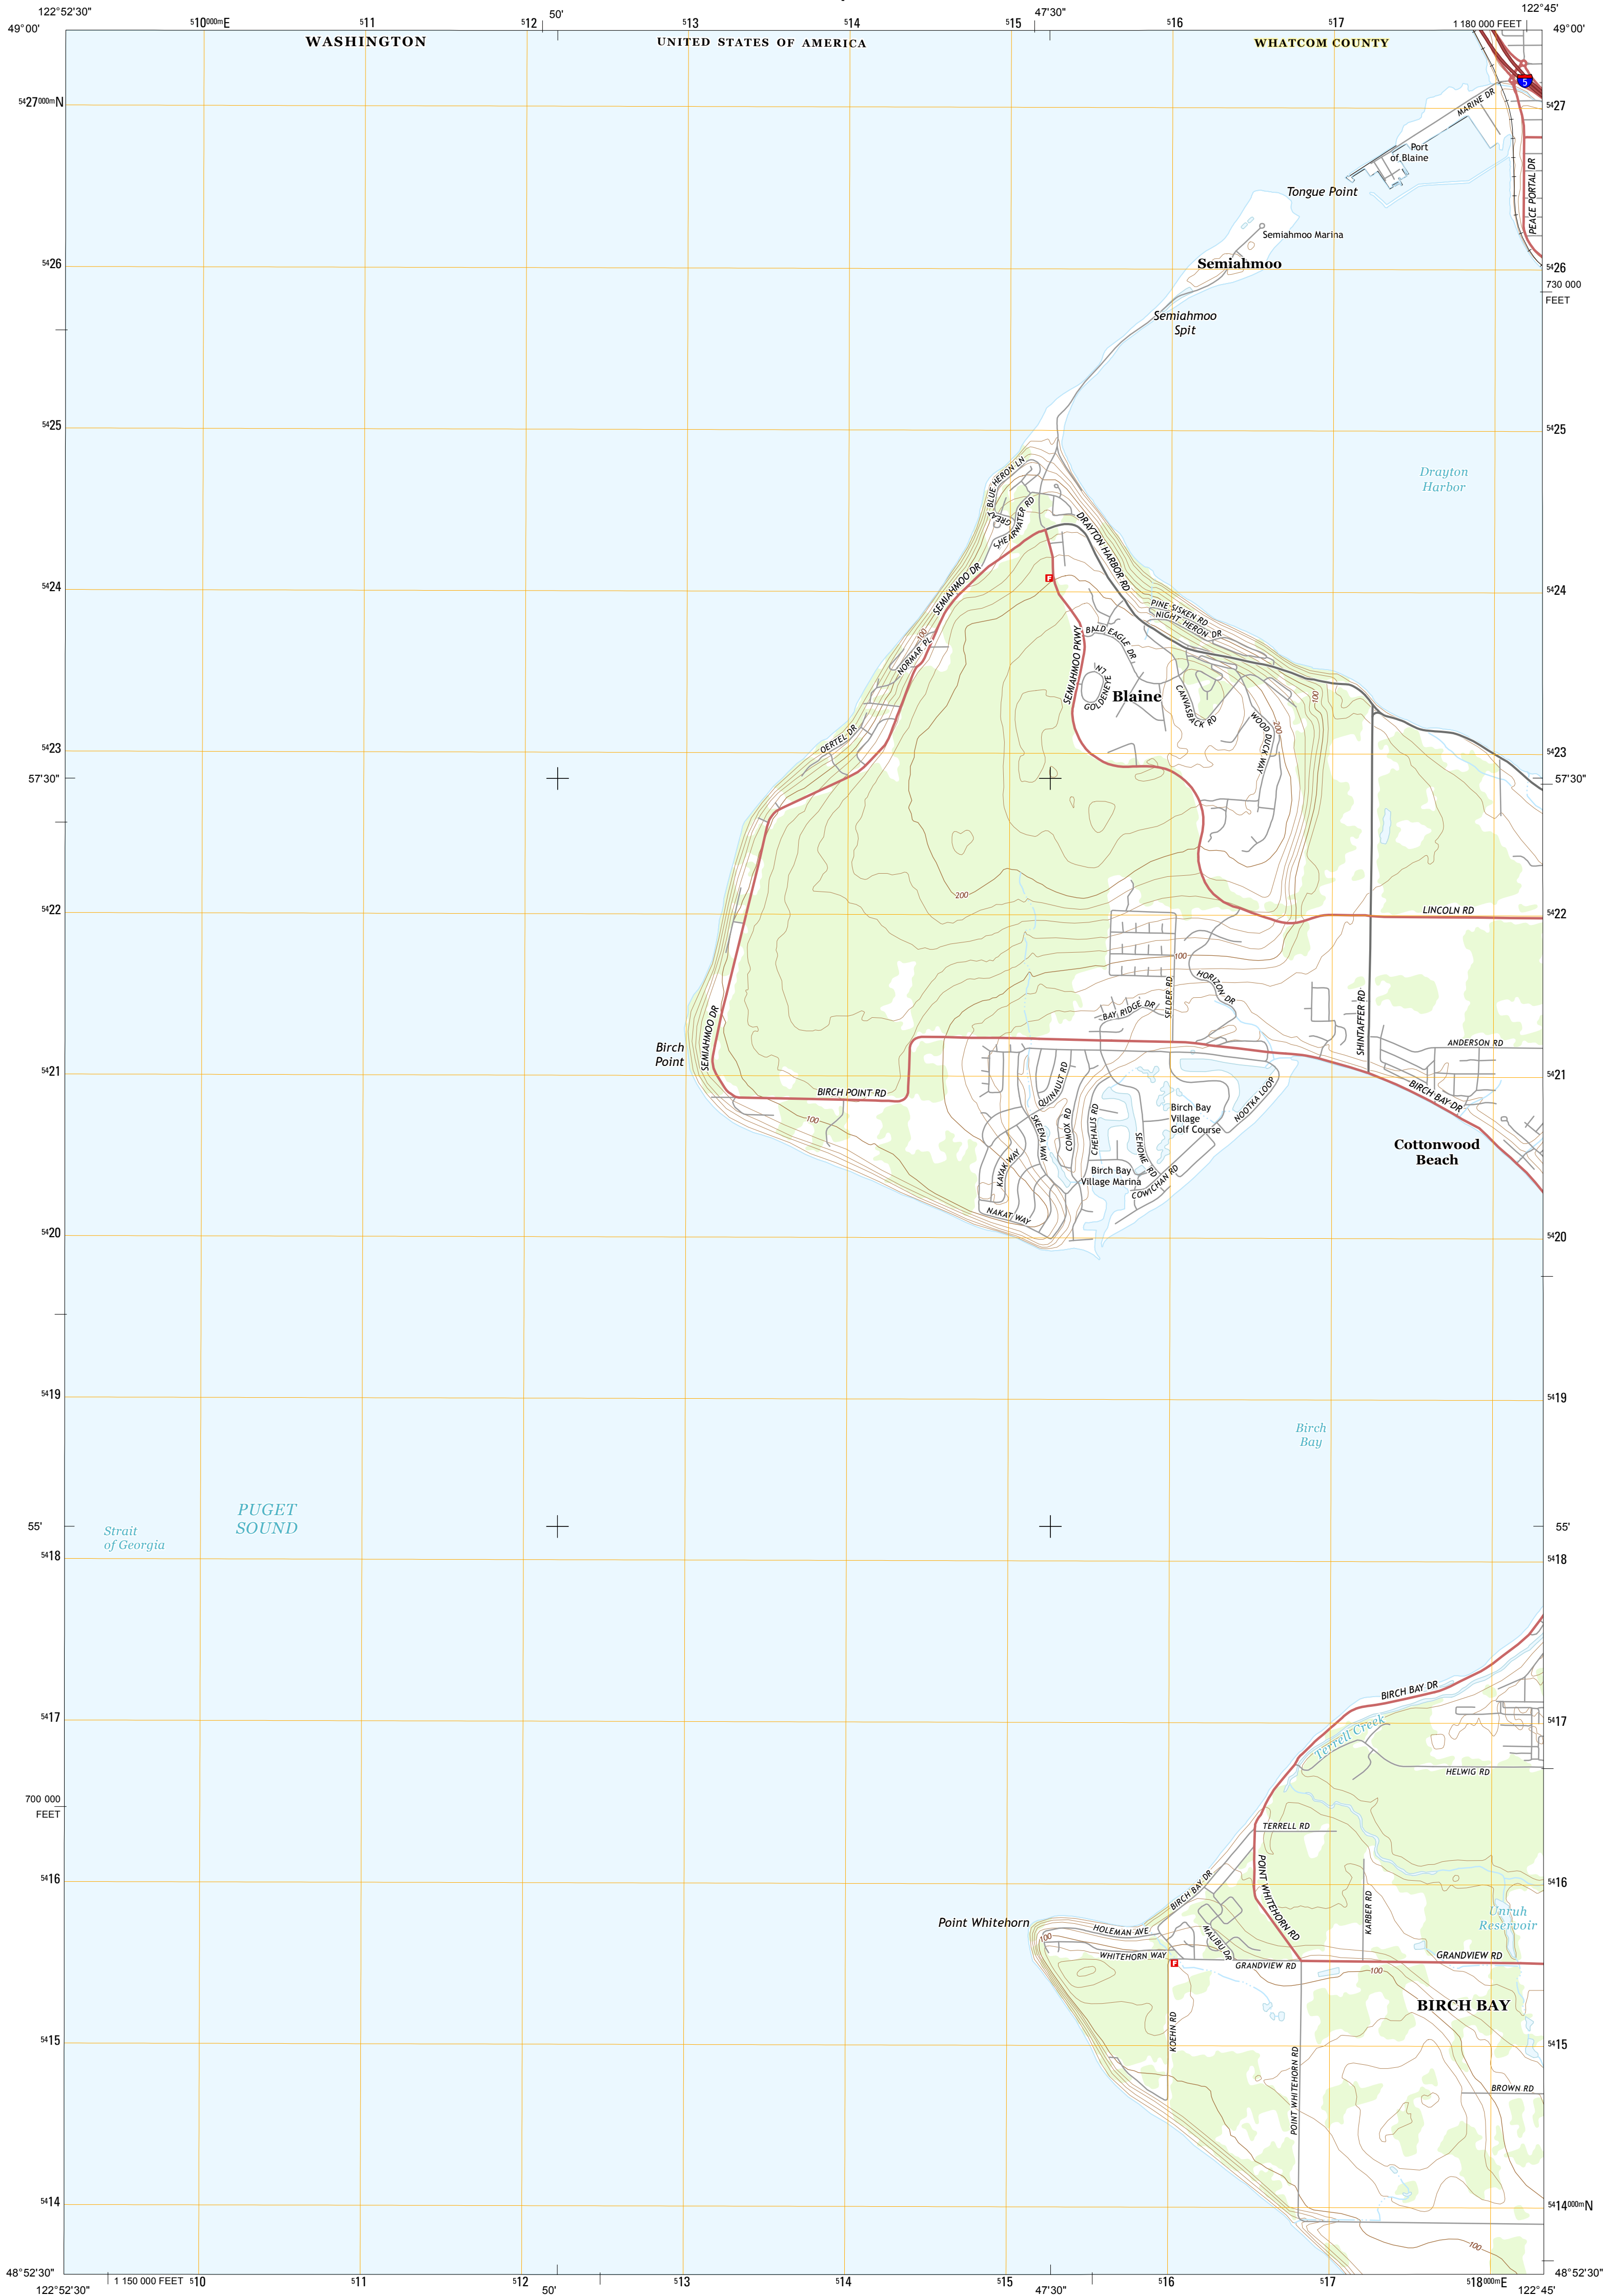 122°52'30"
510000mE
511
512
50'
513
514
515
47'30"
516
517
1 180 000 FEET
122°45'
49°00'
49°00'
WASHINGTON
UNITED STATES OF AMERICA
WHATCOM COUNTY
5
5427000mN
5427
MARINE DR
Port
of Blaine
PEACE PORTAL DR
Tongue Point
Semiahmoo Marina
Semiahmoo
5426
5426
730 000
FEET
Semiahmoo
Spit
5425
5425
Drayton
Harbor
GREAT BLUE HERON LN
SHEARWATER RD
DRAYTON HARBOR RD
SEMIAHMOO DR
F
5424
5424
PINE SISKEN RD
NIGHT HERON DR
BALD EAGLE DR
100
NORMAR PL
SEMIAHMOO PKWY
GOLDENEYE LN
Blaine
CANVASBACK RD
WOOD DUCK WAY
200
100
OERTEL DR
5423
5423
57'30"
57'30"
200
5422
5422
LINCOLN RD
100
HORIZON DR
SELDER RD
BAY RIDGE DR
SHINTAFFER RD
SEMIAHMOO DR
Birch
Point
ANDERSON RD
5421
5421
BIRCH POINT RD
100
QUINAULT RD
SKEENA WAY
COMOX RD
CHEHALIS RD
SEHOME RD
KAYAK WAY
NAKAT WAY
Birch Bay
Village
Golf Course
NOOTKA LOOP
BIRCH BAY DR
Cottonwood
Beach
Birch Bay
Village Marina
COWICHAN RD
5420
5420
5419
5419
Birch
Bay
PUGET
SOUND
Strait
of Georgia
55'
55'
5418
5418
BIRCH BAY DR
5417
5417
Terrell Creek
HELWIG RD
700 000
FEET
TERRELL RD
POINT WHITEHORN RD
5416
5416
BIRCH BAY DR
KARBER RD
Unruh
Reservoir
Point Whitehorn
HOLEMAN AVE
100
MALIBU DR
WHITEHORN WAY
GRANDVIEW RD
GRANDVIEW RD
F
100
BIRCH BAY
KOEHN RD
5415
5415
POINT WHITEHORN RD
BROWN RD
5414
5414000mN
100
48°52'30"
48°52'30"
122°52'30"
1 150 000 FEET
510
511
512
50'
513
514
515
47'30"
516
517
518000mE
122°45'